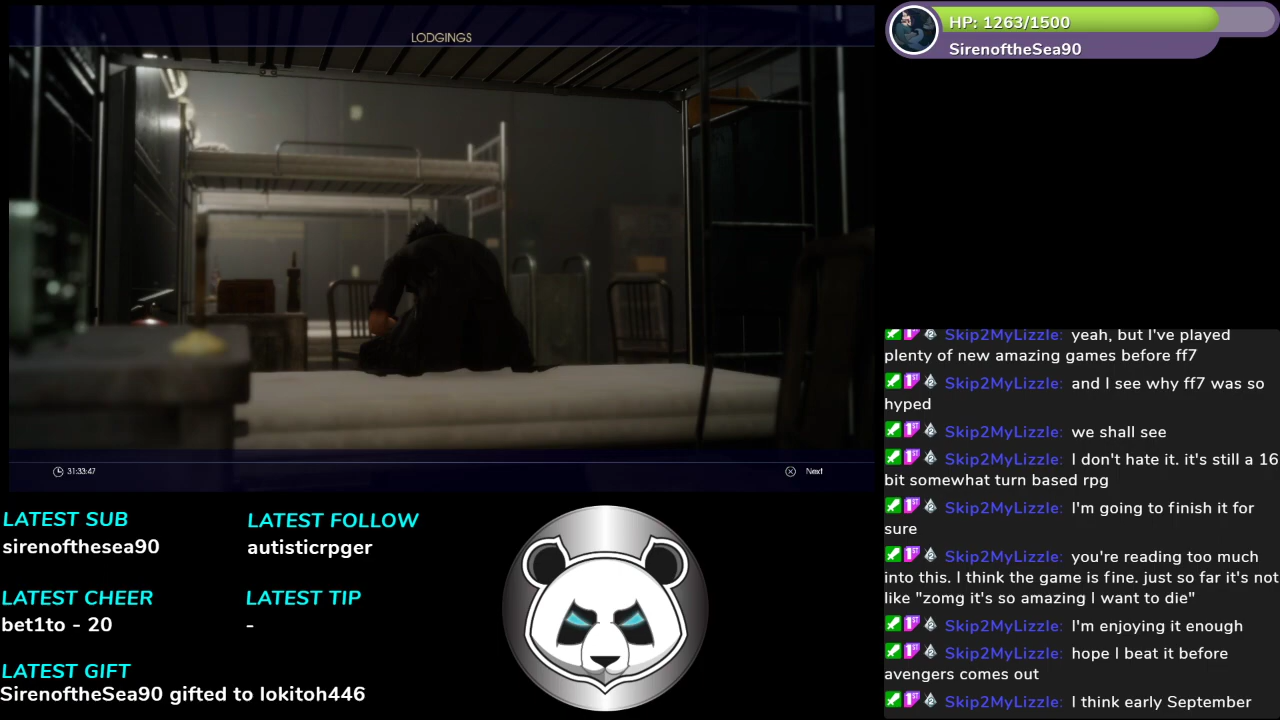 LODGINGS
31:33:47
Next
HP: 1263/1500
SirenoftheSea90
Skip2MyLizzle: yeah, but I've played
plenty of new amazing games before ff7
Skip2MyLizzle: and I see why ff7 was so
hyped
Skip2MyLizzle: we shall see
Skip2MyLizzle: I don't hate it. it's still a 16
bit somewhat turn based rpg
Skip2MyLizzle: I'm going to finish it for
sure
Skip2MyLizzle: you're reading too much
into this. I think the game is fine. just so far it's not
like "zomg it's so amazing I want to die"
Skip2MyLizzle: I'm enjoying it enough
Skip2MyLizzle: hope I beat it before
avengers comes out
Skip2MyLizzle: I think early September
LATEST SUB
sirenofthesea90
LATEST FOLLOW
autisticrpger
LATEST CHEER
bet1to - 20
LATEST TIP
-
LATEST GIFT
SirenoftheSea90 gifted to lokitoh446